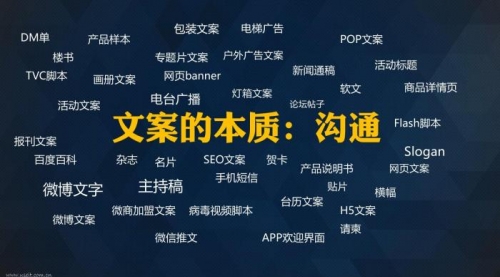 包装文案 电梯广告
DM单 产品样本 POP文案
楼书 专题片文案 户外广告文案 活动标题
TVC脚本 画册文案 网页banner 新闻通稿
灯箱文案 软文 商品详情页
活动文案 电台广播 论坛帖子
文案的本质：沟通
Flash脚本
报刊文案
百度百科 杂志 名片 SEO文案 贺卡 Slogan
产品说明书 网页文案
微博文字 主持稿 手机短信 贴片 横幅
台历文案
微博文案 微商加盟文案 病毒视频脚本 H5文案
请柬
微信推文 APP欢迎界面